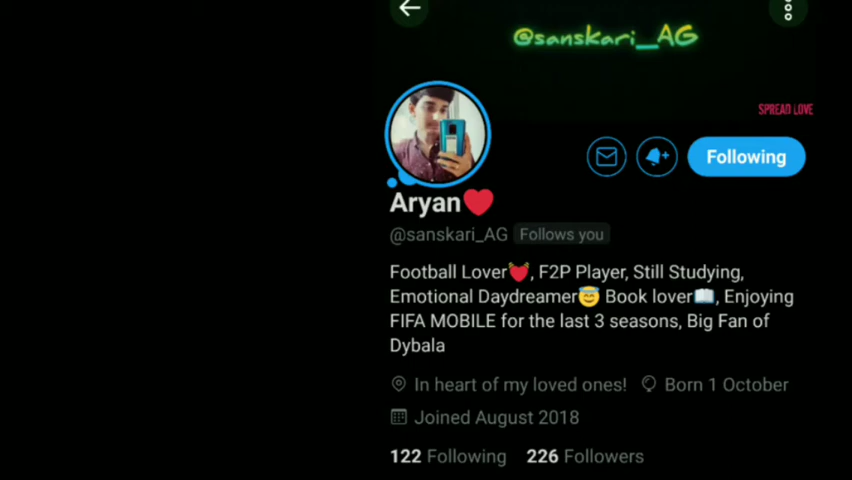 @sanskari_AG
SPREAD LOVE
Following
Aryan❤️
@sanskari_AG Follows you
Football Lover💓, F2P Player, Still Studying,
Emotional Daydreamer😇 Book lover📖, Enjoying
FIFA MOBILE for the last 3 seasons, Big Fan of
Dybala
In heart of my loved ones! Born 1 October
Joined August 2018
122 Following 226 Followers